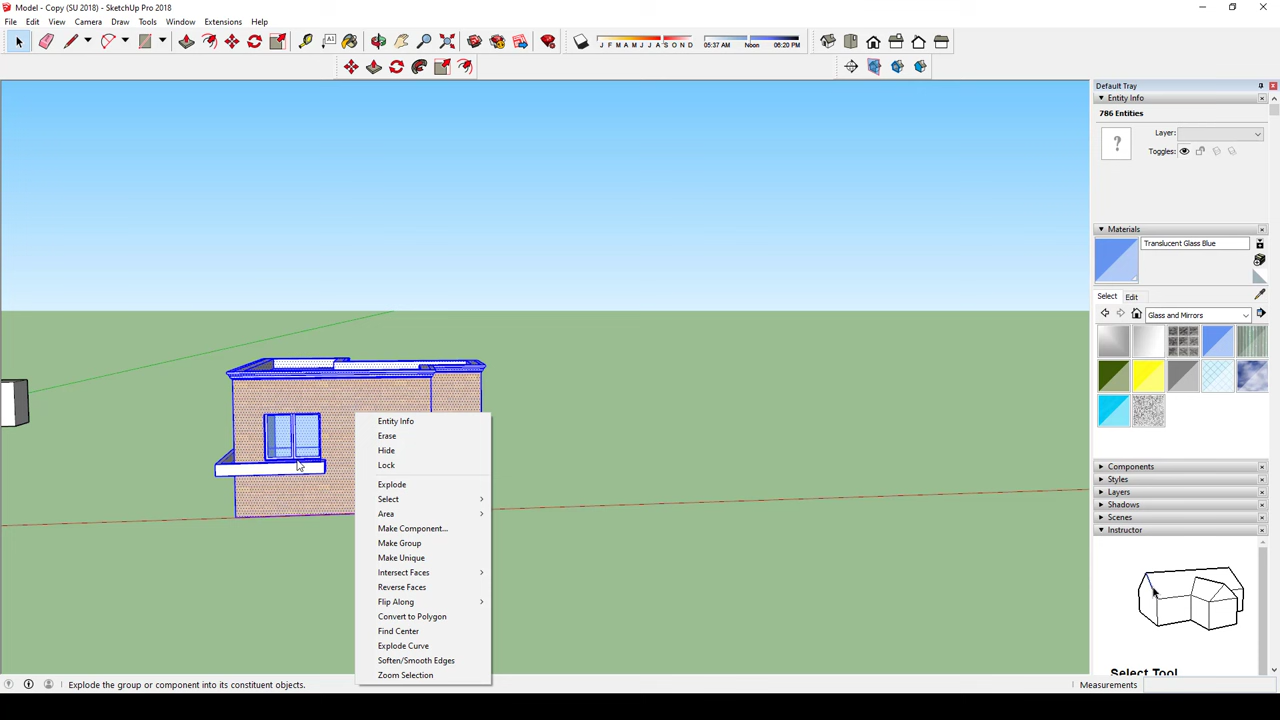 Model - Copy (SU 2018) - SketchUp Pro 2018
File Edit View Camera Draw Tools Window Extensions Help
J F M A M J J A S O N D 05:37 AM Noon 06:20 PM
Default Tray
Entity Info
786 Entities
Layer:
Toggles:
Materials
Translucent Glass Blue
Select Edit
Glass and Mirrors
Entity Info
Erase
Hide
Lock
Explode
Select
Area
Make Component...
Make Group
Make Unique
Intersect Faces
Reverse Faces
Flip Along
Convert to Polygon
Find Center
Explode Curve
Soften/Smooth Edges
Zoom Selection
Components
Styles
Layers
Shadows
Scenes
Instructor
Select Tool
Explode the group or component into its constituent objects.
Measurements